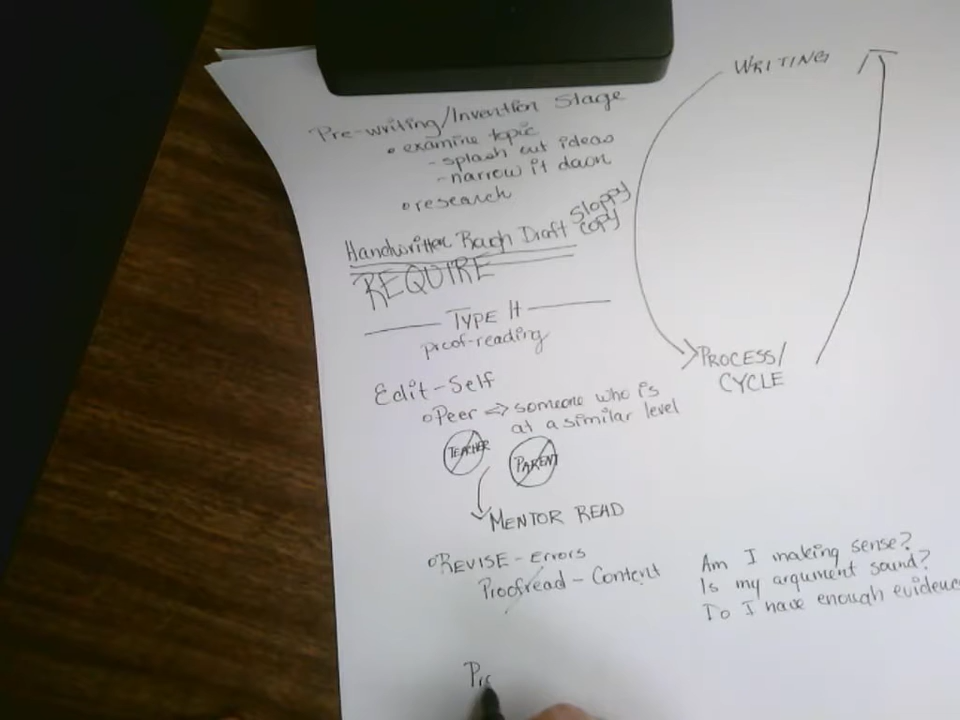 Pre-writing/Invention Stage
• examine topic
- splash out ideas
- narrow it down
• research
Handwritten Rough Draft sloppy copy
REQUIRE
TYPE It
proof-reading
Edit-Self
• Peer => someone who is
at a similar level
TEACHER PARENT
MENTOR READ
• REVISE - Errors
Proofread - Content
Pro
WRITING
PROCESS/
CYCLE
Am I making sense?
Is my argument sound?
Do I have enough evidence